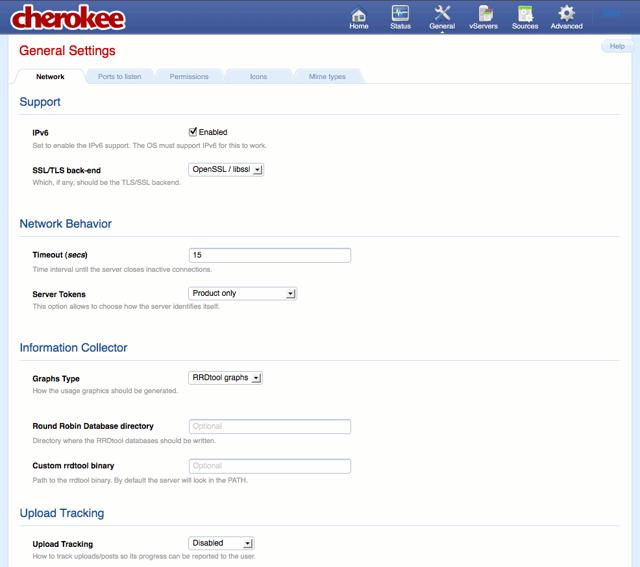 cherokee
Home Status General vServers Sources Advanced
General Settings
Help
Network Ports to listen Permissions Icons Mime types
Support
IPv6 Enabled
Set to enable the IPv6 support. The OS must support IPv6 for this to work.
SSL/TLS back-end OpenSSL / libssl
Which, if any, should be the TLS/SSL backend.
Network Behavior
Timeout (secs) 15
Time interval until the server closes inactive connections.
Server Tokens Product only
This option allows to choose how the server identifies itself.
Information Collector
Graphs Type RRDtool graphs
How the usage graphics should be generated.
Round Robin Database directory Optional
Directory where the RRDtool databases should be written.
Custom rrdtool binary Optional
Path to the rrdtool binary. By default the server will look in the PATH.
Upload Tracking
Upload Tracking Disabled
How to track uploads/posts so its progress can be reported to the user.